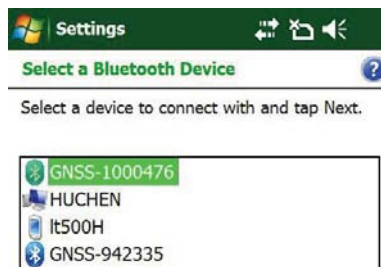 Settings
Select a Bluetooth Device
?
Select a device to connect with and tap Next.
GNSS-1000476
HUCHEN
lt500H
GNSS-942335